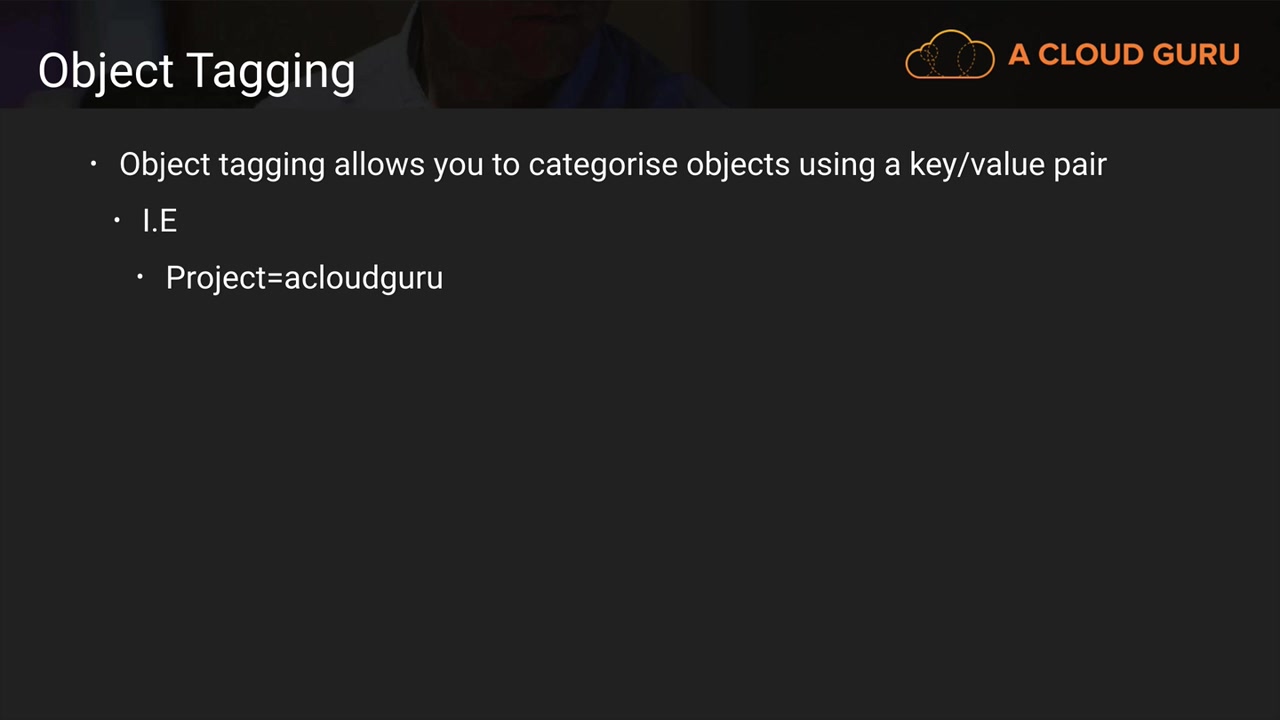 Object Tagging
A CLOUD GURU
• Object tagging allows you to categorise objects using a key/value pair
• I.E
• Project=acloudguru